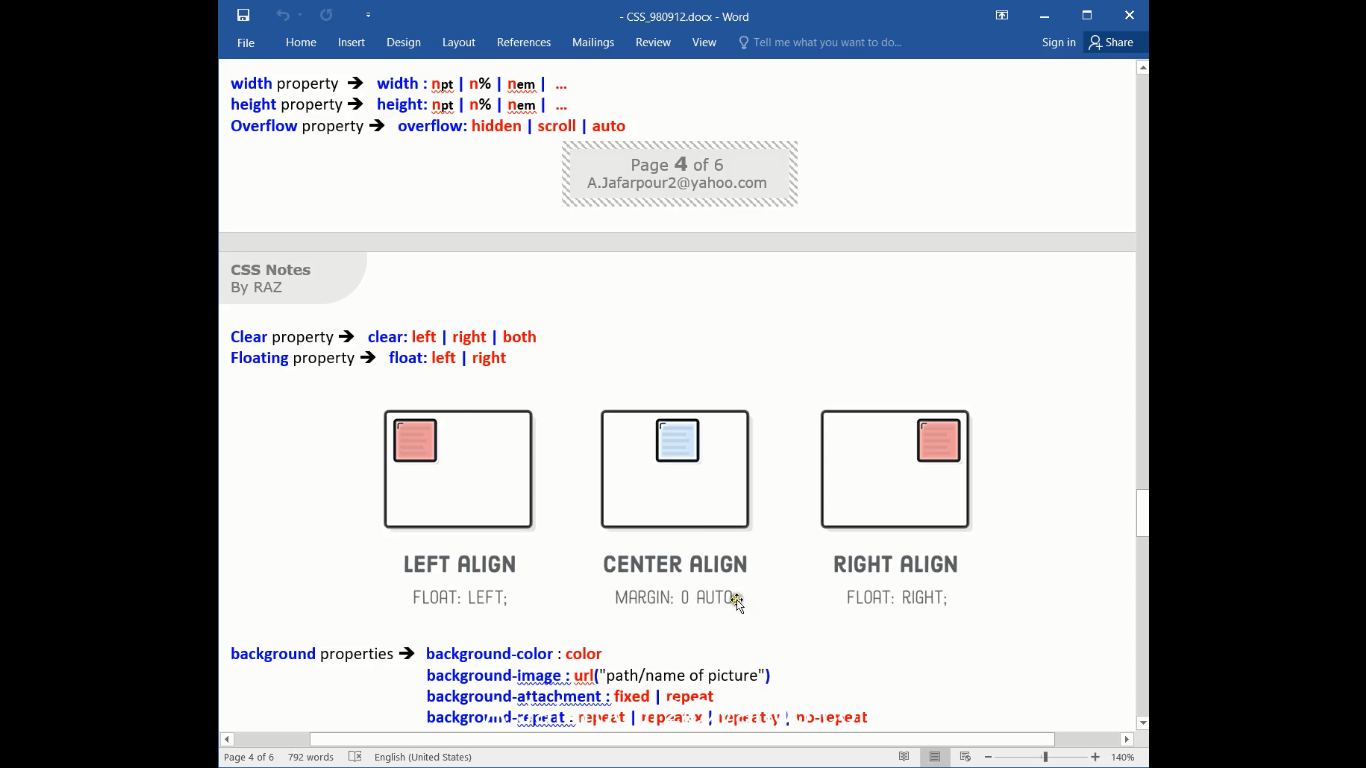 - CSS_980912.docx - Word
File Home Insert Design Layout References Mailings Review View Tell me what you want to do... Sign in Share
width property ➔ width : npt | n% | nem | ...
height property ➔ height: npt | n% | nem | ...
Overflow property ➔ overflow: hidden | scroll | auto
Page 4 of 6
A.Jafarpour2@yahoo.com
CSS Notes
By RAZ
Clear property ➔ clear: left | right | both
Floating property ➔ float: left | right
LEFT ALIGN CENTER ALIGN RIGHT ALIGN
FLOAT: LEFT; MARGIN: 0 AUTO FLOAT: RIGHT;
background properties ➔ background-color : color
background-image : url("path/name of picture")
background-attachment : fixed | repeat
background-repeat : repeat | repeat-x | repeat-y | no-repeat
Page 4 of 6 792 words English (United States) 140%